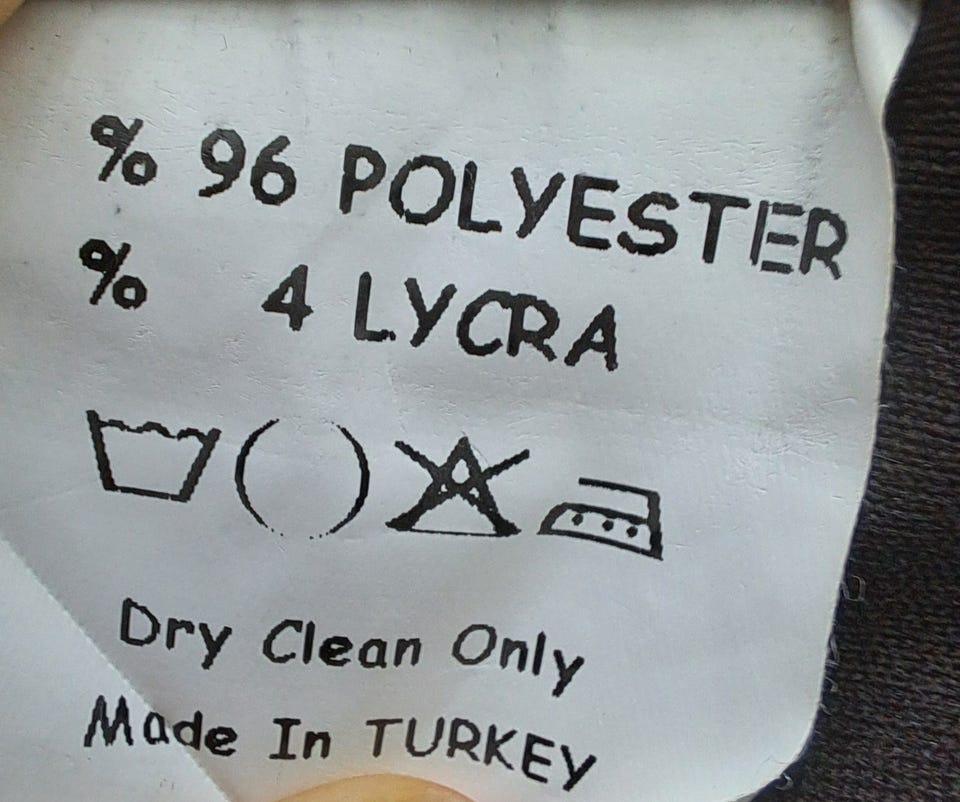 % 96 POLYESTER
% 4 LYCRA
Dry Clean Only
Made In TURKEY